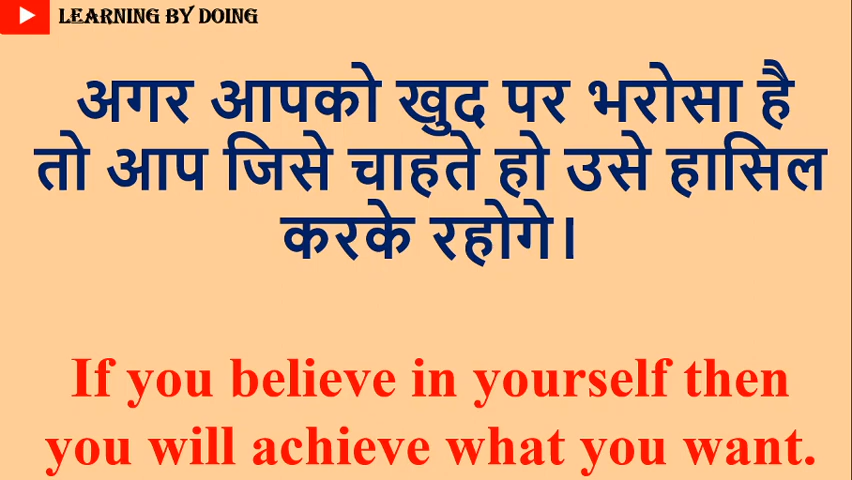 LEARNING BY DOING
अगर आपको खुद पर भरोसा है
तो आप जिसे चाहते हो उसे हासिल
करके रहोगे।
If you believe in yourself then
you will achieve what you want.